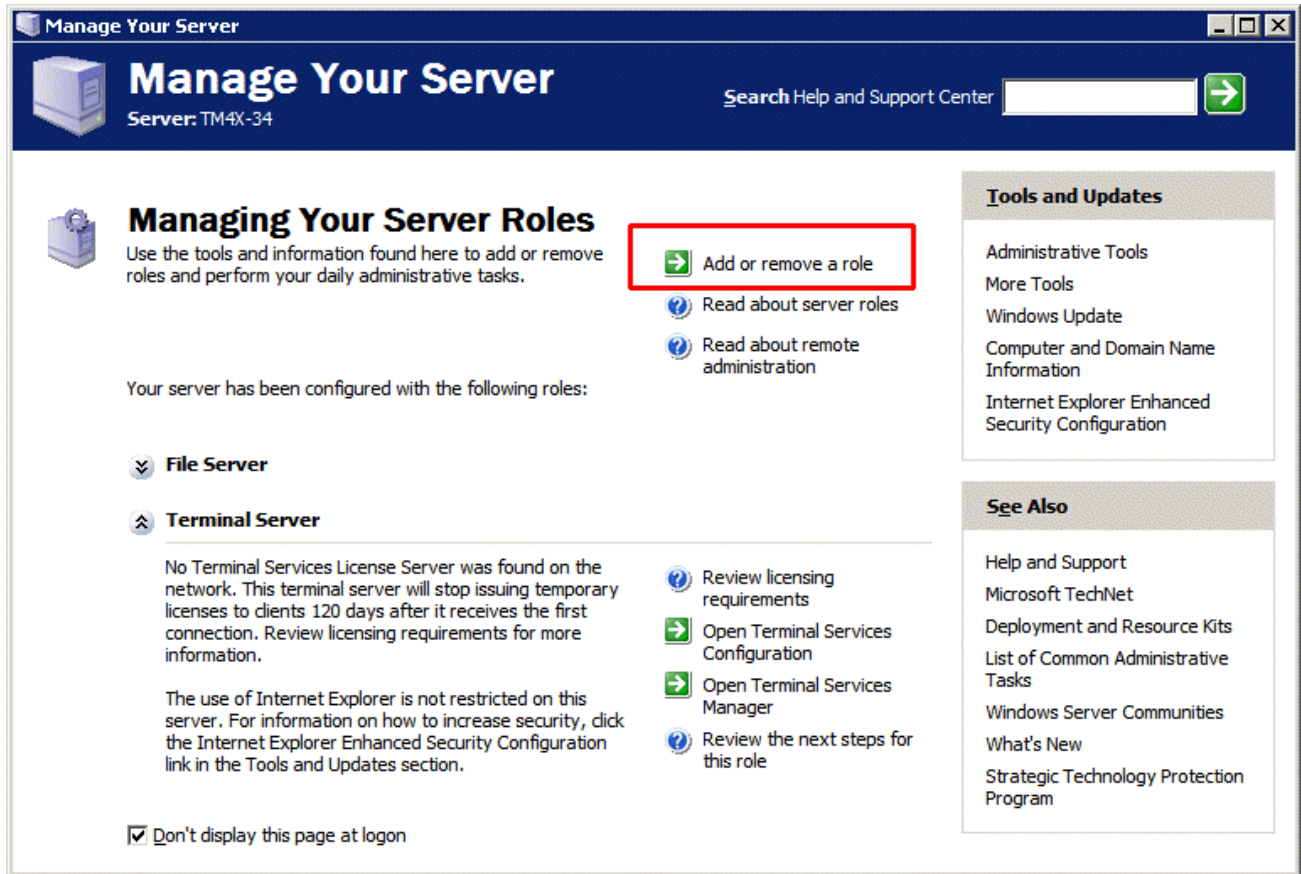 Manage Your Server
Manage Your Server
Server: TM4X-34
Search Help and Support Center
Managing Your Server Roles
Use the tools and information found here to add or remove
roles and perform your daily administrative tasks.
Add or remove a role
Read about server roles
Read about remote
administration
Your server has been configured with the following roles:
File Server
Terminal Server
No Terminal Services License Server was found on the
network. This terminal server will stop issuing temporary
licenses to clients 120 days after it receives the first
connection. Review licensing requirements for more
information.
The use of Internet Explorer is not restricted on this
server. For information on how to increase security, click
the Internet Explorer Enhanced Security Configuration
link in the Tools and Updates section.
Review licensing
requirements
Open Terminal Services
Configuration
Open Terminal Services
Manager
Review the next steps for
this role
Don't display this page at logon
Tools and Updates
Administrative Tools
More Tools
Windows Update
Computer and Domain Name
Information
Internet Explorer Enhanced
Security Configuration
See Also
Help and Support
Microsoft TechNet
Deployment and Resource Kits
List of Common Administrative
Tasks
Windows Server Communities
What's New
Strategic Technology Protection
Program